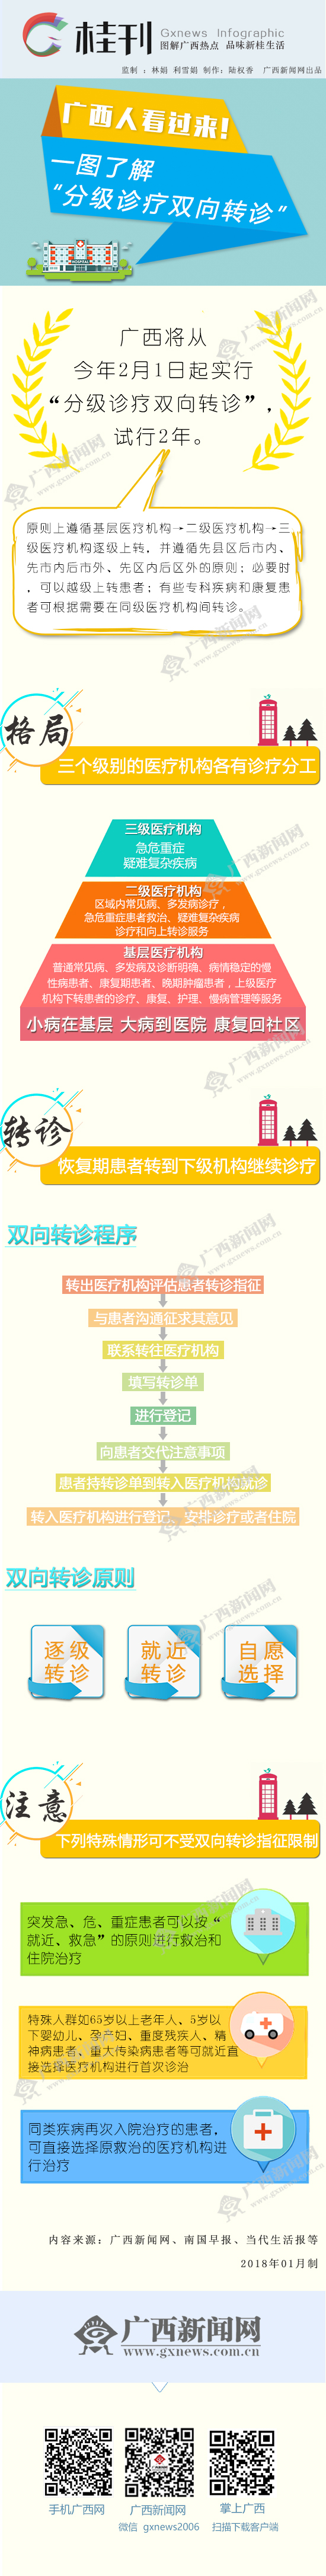 桂刊
Gxnews Infographic
图解广西热点 品味新桂生活
监制 ：林娟 利雪娟 制作：陆权香 广西新闻网出品
广西人看过来!
一图了解
“分级诊疗双向转诊”
HOSPITAL
广西将从
今年2月1日起实行
“分级诊疗双向转诊”，
试行2年。
原则上遵循基层医疗机构→二级医疗机构→三
级医疗机构逐级上转，并遵循先县区后市内、
先市内后市外、先区内后区外的原则；必要时
，可以越级上转患者；有些专科疾病和康复患
者可根据需要在同级医疗机构间转诊。
格局
三个级别的医疗机构各有诊疗分工
三级医疗机构
急危重症
疑难复杂疾病
二级医疗机构
区域内常见病、多发病诊疗，
急危重症患者救治、疑难复杂疾病
诊疗和向上转诊服务
基层医疗机构
普通常见病、多发病及诊断明确、病情稳定的慢
性病患者、康复期患者、晚期肿瘤患者，上级医疗
机构下转患者的诊疗、康复、护理、慢病管理等服务
小病在基层 大病到医院 康复回社区
转诊
恢复期患者转到下级机构继续诊疗
双向转诊程序
转出医疗机构评估患者转诊指征
与患者沟通征求其意见
联系转往医疗机构
填写转诊单
进行登记
向患者交代注意事项
患者持转诊单到转入医疗机构就诊
转入医疗机构进行登记、安排诊疗或者住院
双向转诊原则
逐级
转诊
就近
转诊
自愿
选择
注意
下列特殊情形可不受双向转诊指征限制
突发急、危、重症患者可以按“
就近、救急”的原则进行救治和
住院治疗
特殊人群如65岁以上老年人、5岁以
下婴幼儿、孕产妇、重度残疾人、精
神病患者、重大传染病患者等可就近直
接选择医疗机构进行首次诊治
同类疾病再次入院治疗的患者，
可直接选择原救治的医疗机构进
行治疗
内容来源：广西新闻网、南国早报、当代生活报等
2018年01月制
广西新闻网
www.gxnews.com.cn
手机广西网
广西新闻网
微信 gxnews2006
掌上广西
扫描下载客户端